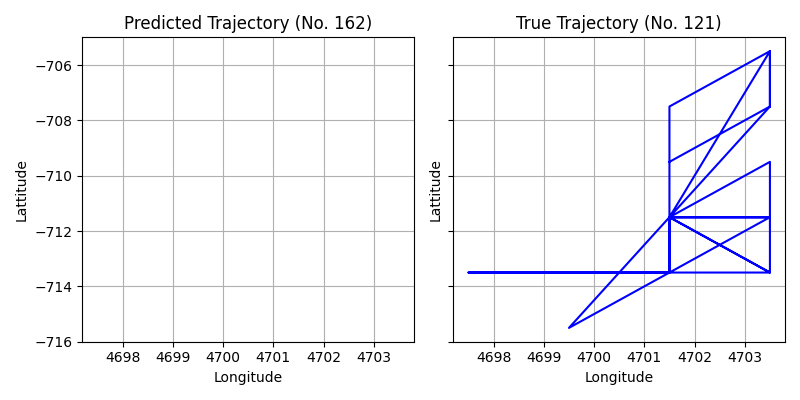 Predicted Trajectory (No. 162)
True Trajectory (No. 121)
−706
−708
−710
−712
−714
−716
Lattitude
Lattitude
4698 4699 4700 4701 4702 4703
4698 4699 4700 4701 4702 4703
Longitude
Longitude